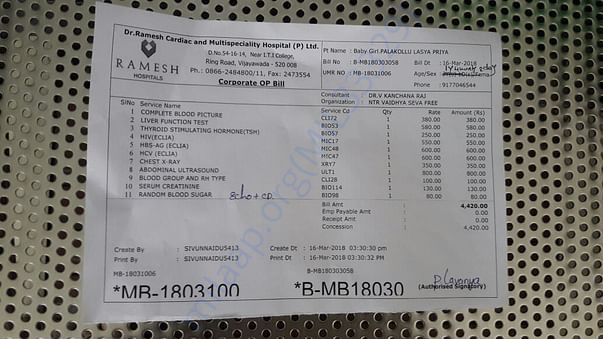 Dr.Ramesh Cardiac and Multispeciality Hospital (P) Ltd.
D.No.54-16-14, Near I.T.I College,
Ring Road, Vijayawada - 520 008
Ph. : 0866-2484800/11, Fax: 2473554
RAMESH
HOSPITALS
Corporate OP Bill
Pt Name : Baby Girl.PALAKOLLU LASYA PRIYA
Bill No : B-MB180303058 Bill Dt : 16-Mar-2018
UMR NO : MB-18031006 Age/Sex
Phone : 9177046544
Consultant : DR.V KANCHANA RAJ
Organization : NTR VAIDHYA SEVA FREE
SlNo Service Name Service Cd Qty Rate Amount (Rs)
1 COMPLETE BLOOD PICTURE CLI72 1 380.00 380.00
2 LIVER FUNCTION TEST BIO53 1 580.00 580.00
3 THYROID STIMULATING HORMONE(TSH) BIO57 1 250.00 250.00
4 HIV(ECLIA) MIC17 1 550.00 550.00
5 HBS-AG (ECLIA) MIC48 1 600.00 600.00
6 HCV (ECLIA) MIC47 1 600.00 600.00
7 CHEST X-RAY XRY7 1 350.00 350.00
8 ABDOMINAL ULTRASOUND ULT1 1 800.00 800.00
9 BLOOD GROUP AND RH TYPE CLI28 1 100.00 100.00
10 SERUM CREATININE BIO114 1 130.00 130.00
11 RANDOM BLOOD SUGAR BIO98 1 80.00 80.00
Echo + CD
Bill Amt : 4,420.00
Emp Payable Amt : 0.00
Receipt Amt : 0.00
Concession : 4,420.00
Create By : SIVUNNAIDU5413 Create Dt : 16-Mar-2018 03:30:30 pm
Print By : SIVUNNAIDU5413 Print Dt : 16-Mar-2018 03:30:32 PM
MB-18031006 B-MB180303058
*MB-1803100 *B-MB18030
P Lavanya
(Authorised Signatory)